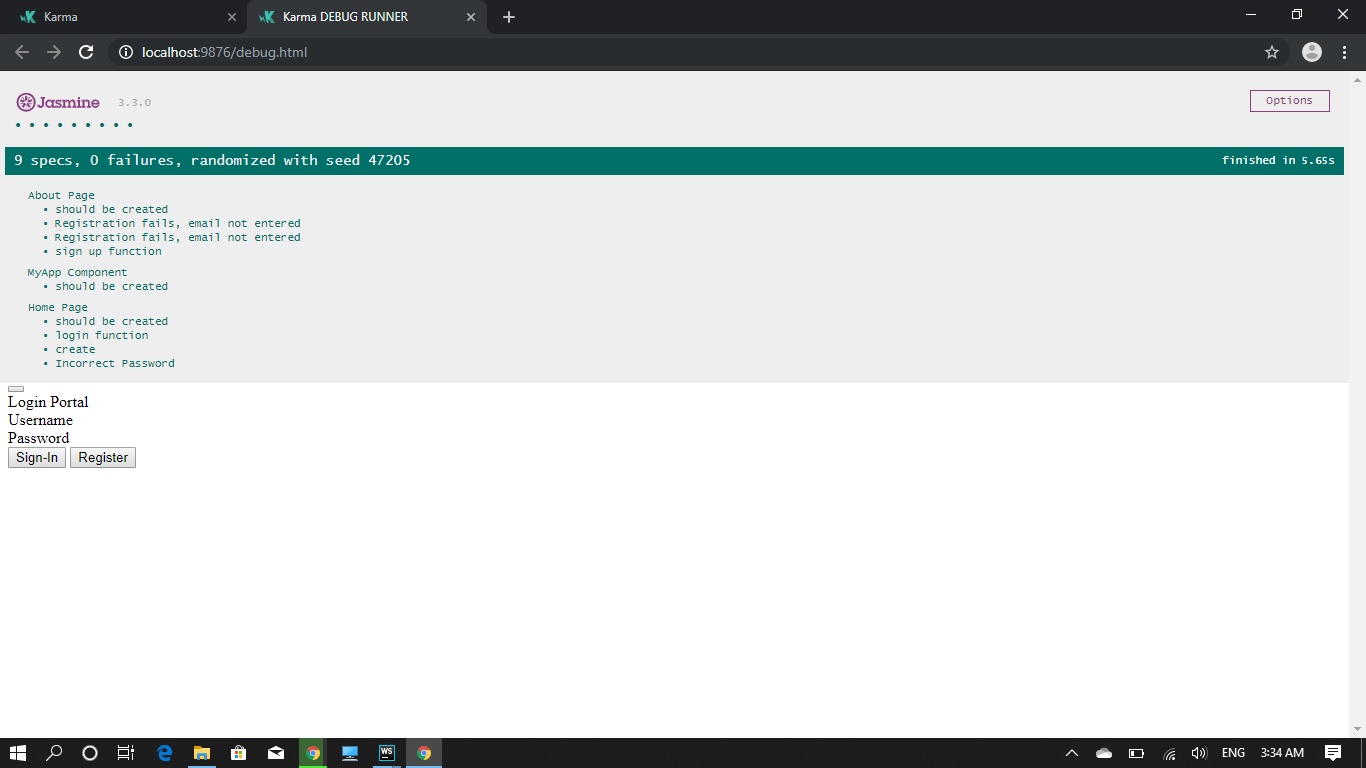 Karma
Karma DEBUG RUNNER
localhost:9876/debug.html
Jasmine 3.3.0
Options
• • • • • • • • •
9 specs, 0 failures, randomized with seed 47205
finished in 5.65s
About Page
• should be created
• Registration fails, email not entered
• Registration fails, email not entered
• sign up function
MyApp Component
• should be created
Home Page
• should be created
• login function
• create
• Incorrect Password
Login Portal
Username
Password
Sign-In Register
WS
ENG 3:34 AM